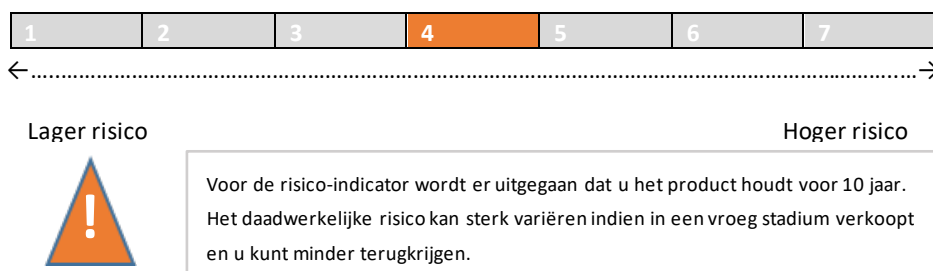 1 2 3 4 5 6 7
Lager risico Hoger risico
!
Voor de risico-indicator wordt er uitgegaan dat u het product houdt voor 10 jaar.
Het daadwerkelijke risico kan sterk variëren indien in een vroeg stadium verkoopt
en u kunt minder terugkrijgen.